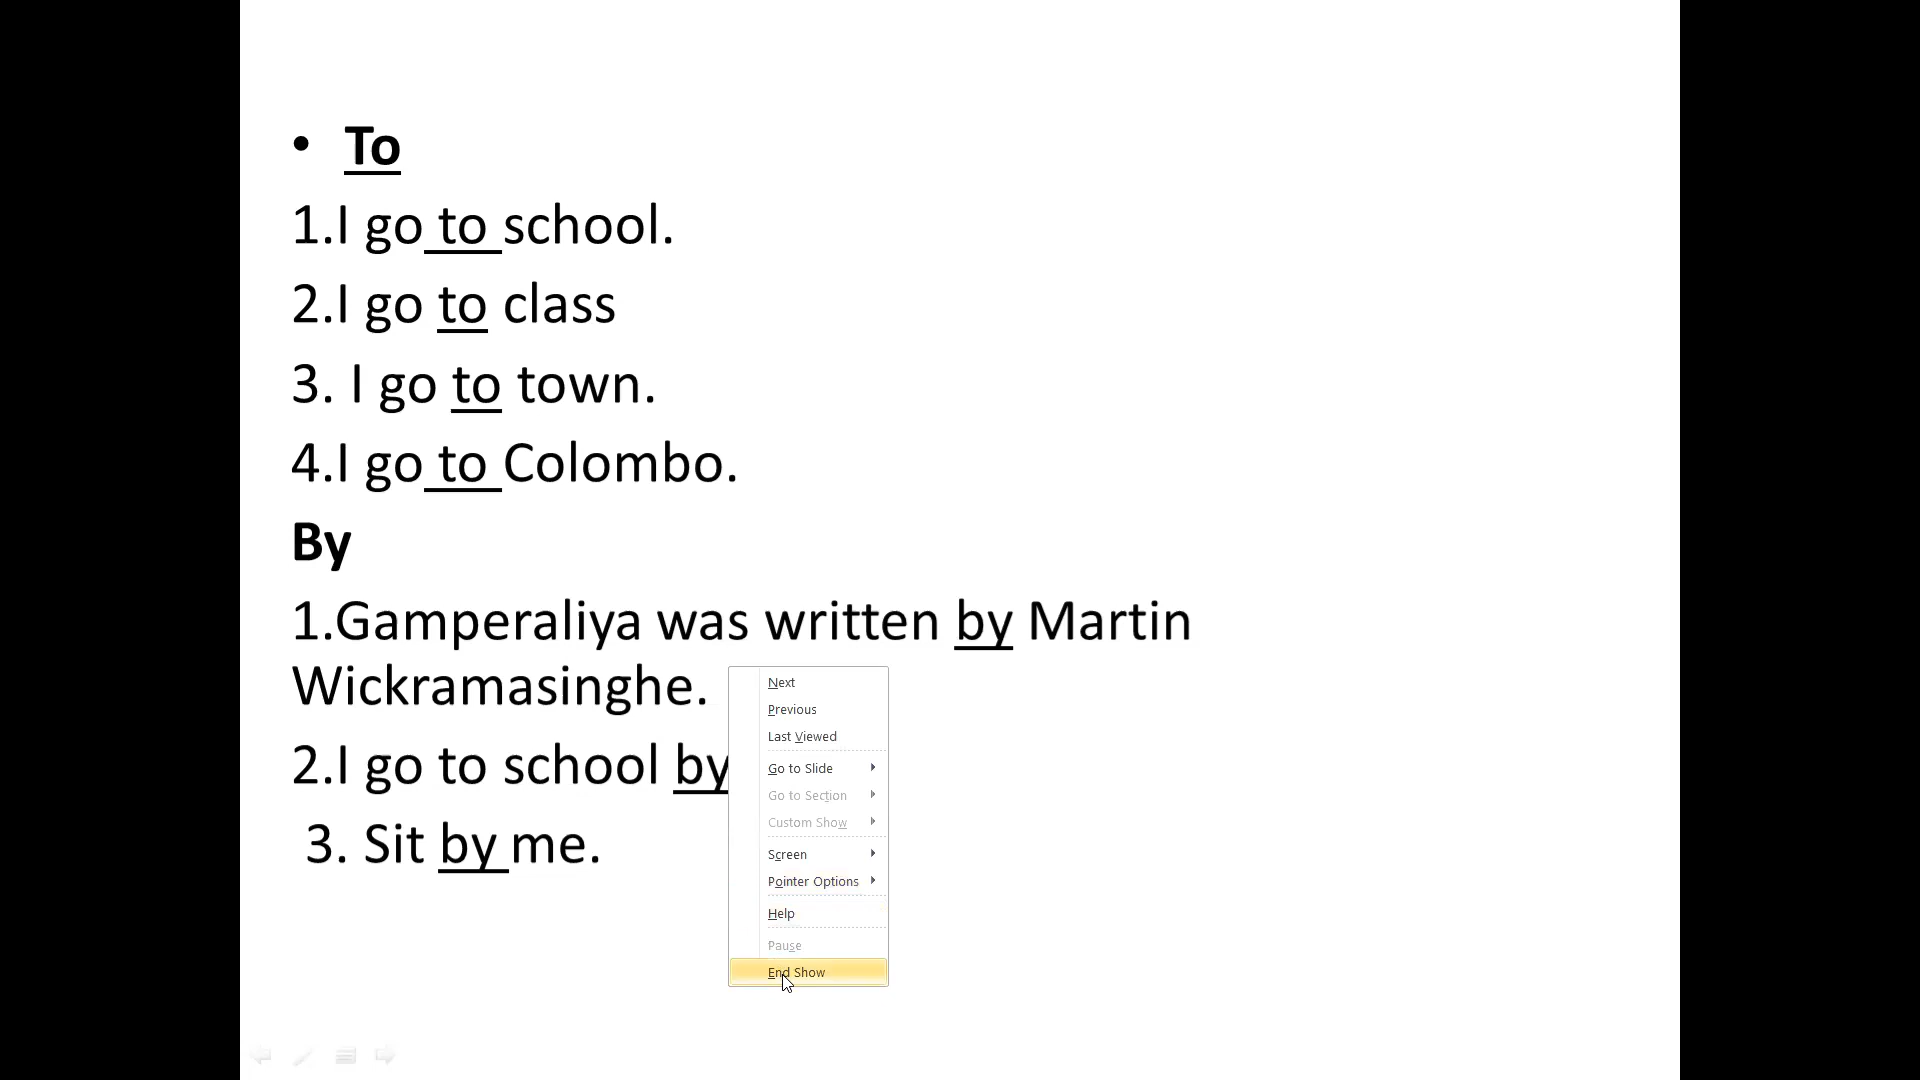 • To
1.I go to school.
2.I go to class
3. I go to town.
4.I go to Colombo.
By
1.Gamperaliya was written by Martin
Wickramasinghe.
2.I go to school by
3. Sit by me.
Next
Previous
Last Viewed
Go to Slide
Go to Section
Custom Show
Screen
Pointer Options
Help
Pause
End Show